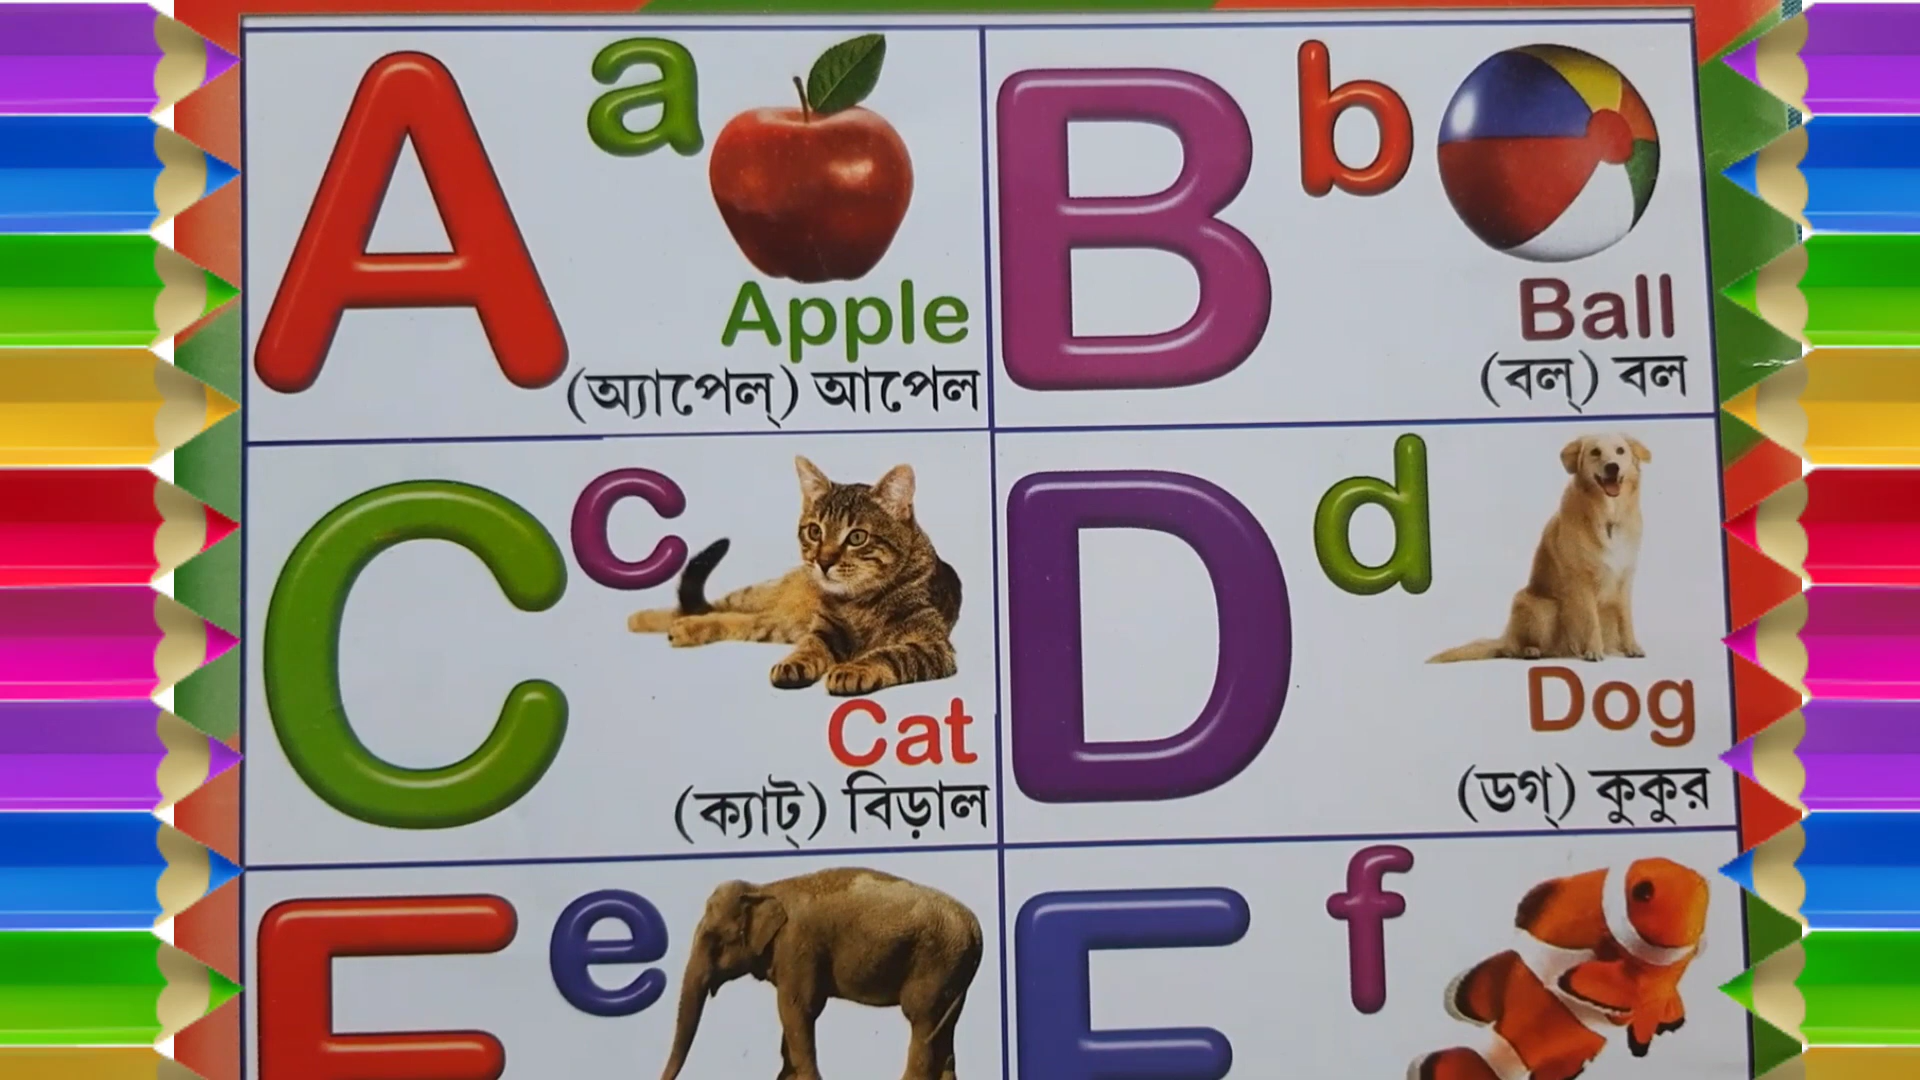 A a
Apple
(অ্যাপেল্) আপেল
B b
Ball
(বল্) বল
C c
Cat
(ক্যাট্) বিড়াল
D d
Dog
(ডগ্) কুকুর
E e
F f